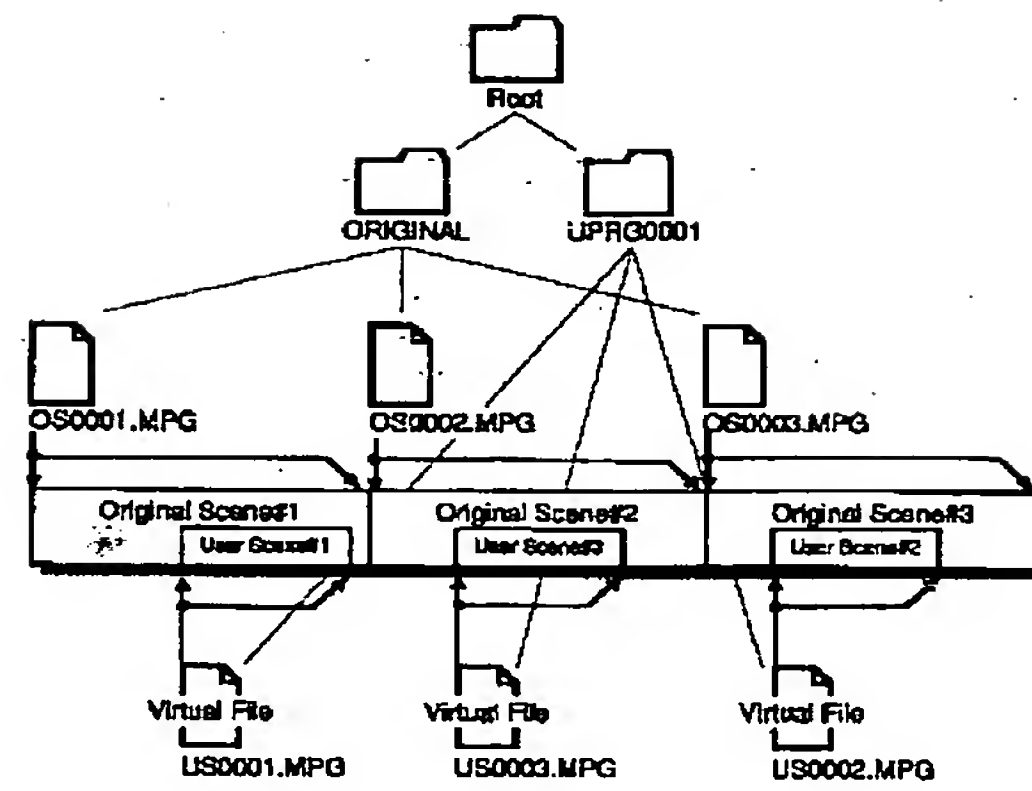 Root
ORIGINAL
UPRG0001
OS0001.MPG
OS0002.MPG
OS0003.MPG
Original Scene#1
Original Scene#2
Original Scene#3
User Scene#1
User Scene#3
User Scene#2
Virtual File
Virtual File
Virtual File
US0001.MPG
US0003.MPG
US0002.MPG